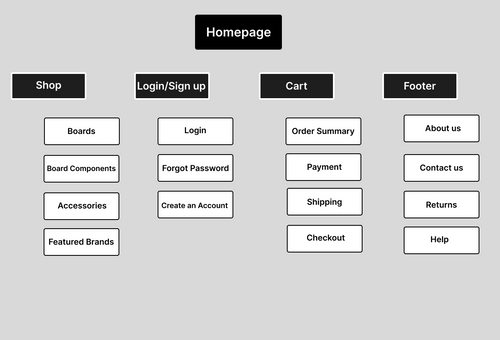 Homepage
Shop
Login/Sign up
Cart
Footer
Boards
Board Components
Accessories
Featured Brands
Login
Forgot Password
Create an Account
Order Summary
Payment
Shipping
Checkout
About us
Contact us
Returns
Help